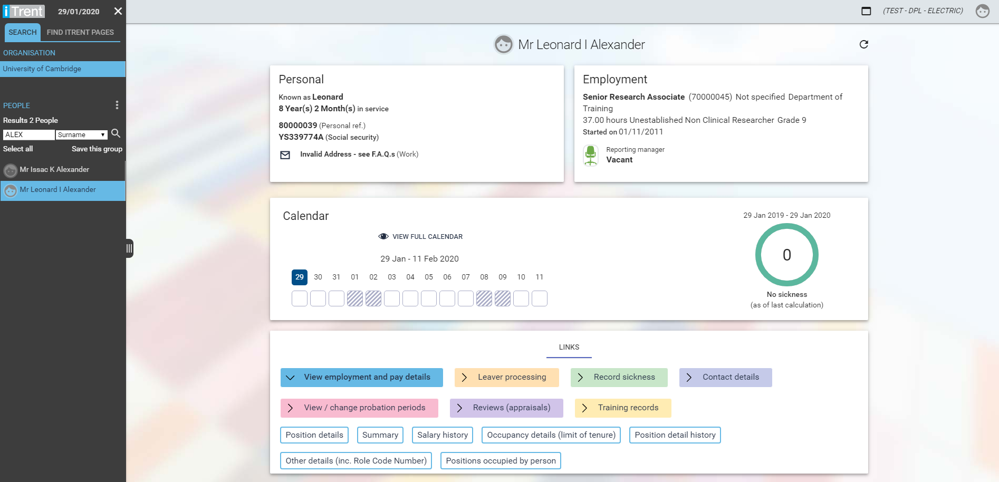 iTrent 29/01/2020
(TEST - DPL - ELECTRIC)
SEARCH FIND ITRENT PAGES
ORGANISATION
University of Cambridge
PEOPLE
Results 2 People
ALEX Surname
Select all Save this group
Mr Issac K Alexander
Mr Leonard I Alexander
Mr Leonard I Alexander
Personal
Known as Leonard
8 Year(s) 2 Month(s) in service
80000039 (Personal ref.)
YS339774A (Social security)
Invalid Address - see F.A.Q.s (Work)
Employment
Senior Research Associate (70000045) Not specified Department of
Training
37.00 hours Unestablished Non Clinical Researcher Grade 9
Started on 01/11/2011
Reporting manager
Vacant
Calendar
VIEW FULL CALENDAR
29 Jan - 11 Feb 2020
29 30 31 01 02 03 04 05 06 07 08 09 10 11
29 Jan 2019 - 29 Jan 2020
0
No sickness
(as of last calculation)
LINKS
View employment and pay details Leaver processing Record sickness Contact details
View / change probation periods Reviews (appraisals) Training records
Position details Summary Salary history Occupancy details (limit of tenure) Position detail history
Other details (inc. Role Code Number) Positions occupied by person